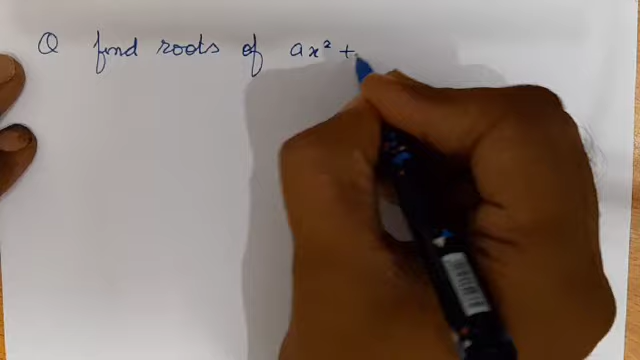 Q find roots of ax² +